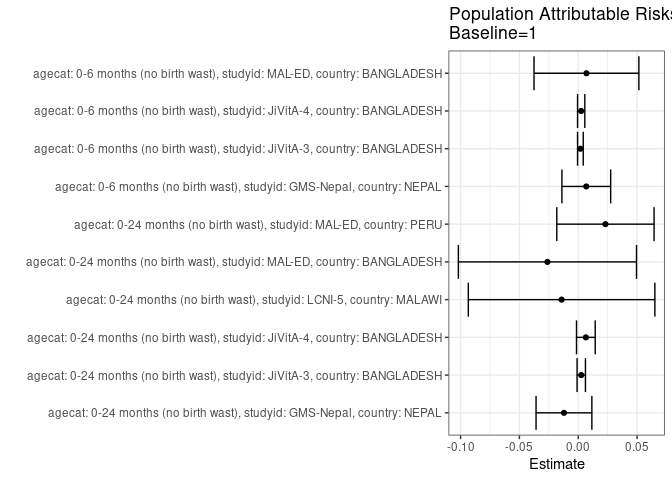 Population Attributable Risks
Baseline=1
agecat: 0-6 months (no birth wast), studyid: MAL-ED, country: BANGLADESH
agecat: 0-6 months (no birth wast), studyid: JiVitA-4, country: BANGLADESH
agecat: 0-6 months (no birth wast), studyid: JiVitA-3, country: BANGLADESH
agecat: 0-6 months (no birth wast), studyid: GMS-Nepal, country: NEPAL
agecat: 0-24 months (no birth wast), studyid: MAL-ED, country: PERU
agecat: 0-24 months (no birth wast), studyid: MAL-ED, country: BANGLADESH
agecat: 0-24 months (no birth wast), studyid: LCNI-5, country: MALAWI
agecat: 0-24 months (no birth wast), studyid: JiVitA-4, country: BANGLADESH
agecat: 0-24 months (no birth wast), studyid: JiVitA-3, country: BANGLADESH
agecat: 0-24 months (no birth wast), studyid: GMS-Nepal, country: NEPAL
-0.10 -0.05 0.00 0.05
Estimate